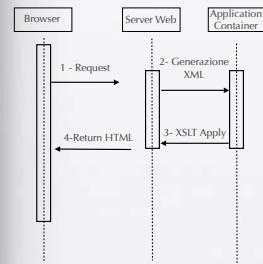 Browser
Server Web
Application
Container
1 - Request
2- Generazione
XML
3- XSLT Apply
4-Return HTML